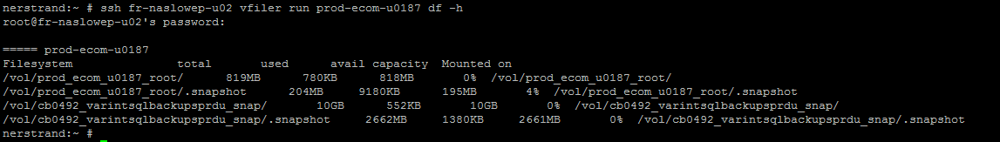 nerstrand:~ # ssh fr-naslowep-u02 vfiler run prod-ecom-u0187 df -h
root@fr-naslowep-u02's password:
===== prod-ecom-u0187
Filesystem total used avail capacity Mounted on
/vol/prod_ecom_u0187_root/ 819MB 780KB 818MB 0% /vol/prod_ecom_u0187_root/
/vol/prod_ecom_u0187_root/.snapshot 204MB 9180KB 195MB 4% /vol/prod_ecom_u0187_root/.snapshot
/vol/cb0492_varintsqlbackupsprdu_snap/ 10GB 552KB 10GB 0% /vol/cb0492_varintsqlbackupsprdu_snap/
/vol/cb0492_varintsqlbackupsprdu_snap/.snapshot 2662MB 1380KB 2661MB 0% /vol/cb0492_varintsqlbackupsprdu_snap/.snapshot
nerstrand:~ #